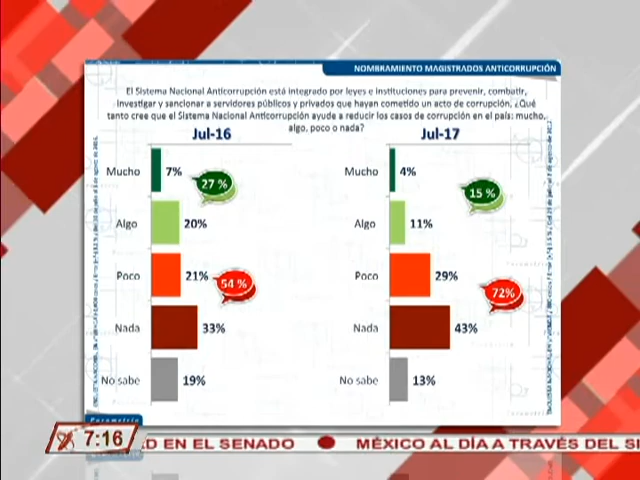 NOMBRAMIENTO MAGISTRADOS ANTICORRUPCIÓN
El Sistema Nacional Anticorrupción está integrado por leyes e instituciones para prevenir, combatir,
investigar y sancionar a servidores públicos y privados que hayan cometido un acto de corrupción, ¿Qué
tanto cree que el Sistema Nacional Anticorrupción ayude a reducir los casos de corrupción en el país: mucho,
algo, poco o nada?
Jul-16
Mucho 7%
27 %
Algo 20%
Poco 21%
54 %
Nada 33%
No sabe 19%
Jul-17
Mucho 4%
15 %
Algo 11%
Poco 29%
72%
Nada 43%
No sabe 13%
Parametría
7:16 ED EN EL SENADO MÉXICO AL DÍA A TRAVÉS DEL SI